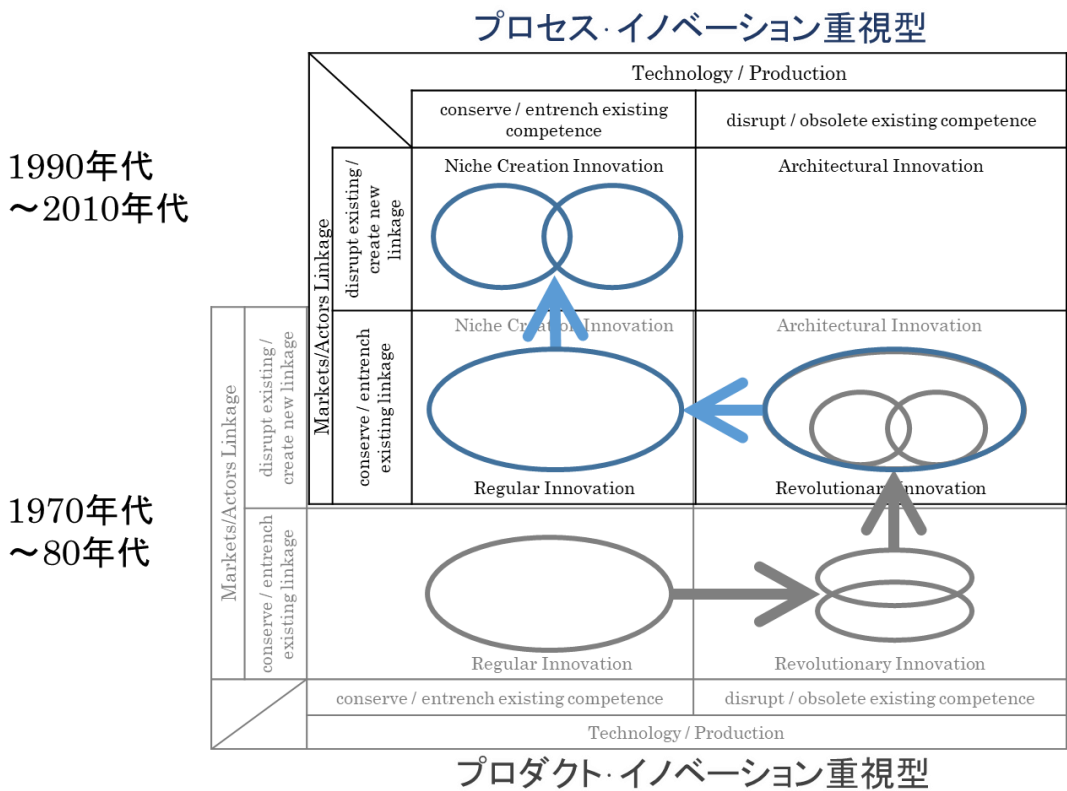 プロセス・イノベーション重視型
Technology / Production
conserve / entrench existing
competence
disrupt / obsolete existing competence
1990年代
～2010年代
Markets/Actors Linkage
disrupt existing /
create new
linkage
Niche Creation Innovation
Architectural Innovation
conserve / entrench
existing linkage
Niche Creation Innovation
Architectural Innovation
Regular Innovation
Revolutionary Innovation
1970年代
～80年代
Markets/Actors Linkage
disrupt existing /
create new linkage
conserve / entrench
existing linkage
Regular Innovation
Revolutionary Innovation
conserve / entrench existing competence
disrupt / obsolete existing competence
Technology / Production
プロダクト・イノベーション重視型